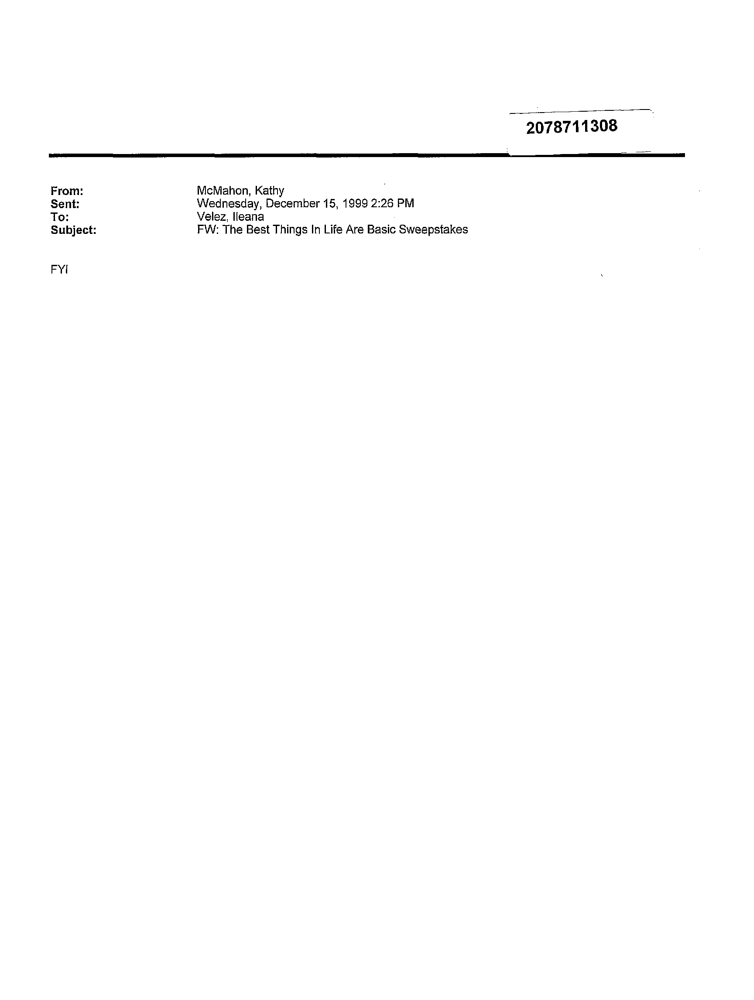 2078711308
From: McMahon, Kathy
Sent: Wednesday, December 15, 1999 2:26 PM
To: Velez, Ileana
Subject: FW: The Best Things In Life Are Basic Sweepstakes
FYI